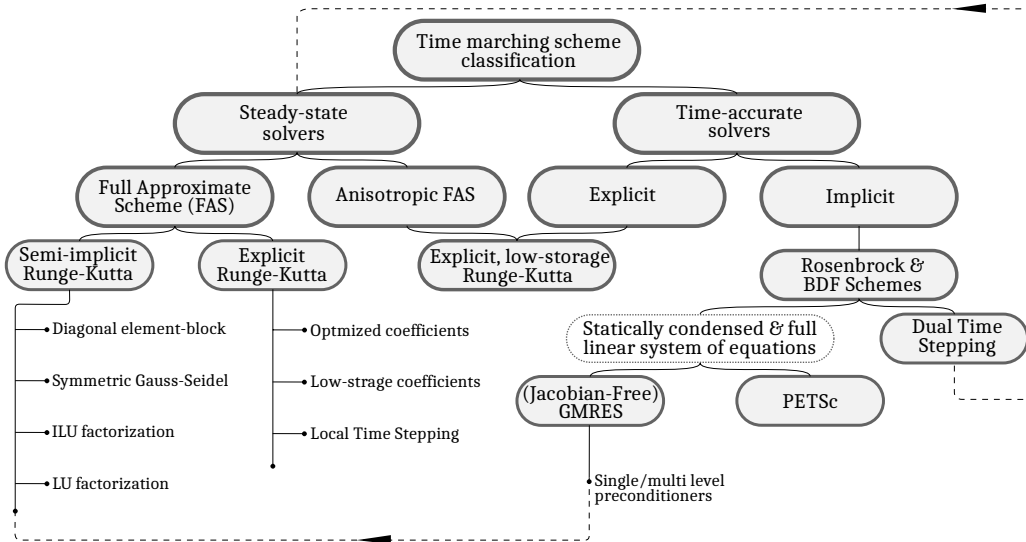 Time marching scheme
classification
Steady-state
solvers
Time-accurate
solvers
Full Approximate
Scheme (FAS)
Anisotropic FAS
Explicit
Implicit
Semi-implicit
Runge-Kutta
Explicit
Runge-Kutta
Explicit, low-storage
Runge-Kutta
Rosenbrock &
BDF Schemes
Diagonal element-block
Symmetric Gauss-Seidel
ILU factorization
LU factorization
Optmized coefficients
Low-strage coefficients
Local Time Stepping
Statically condensed & full
linear system of equations
Dual Time
Stepping
(Jacobian-Free)
GMRES
PETSc
Single/multi level
preconditioners